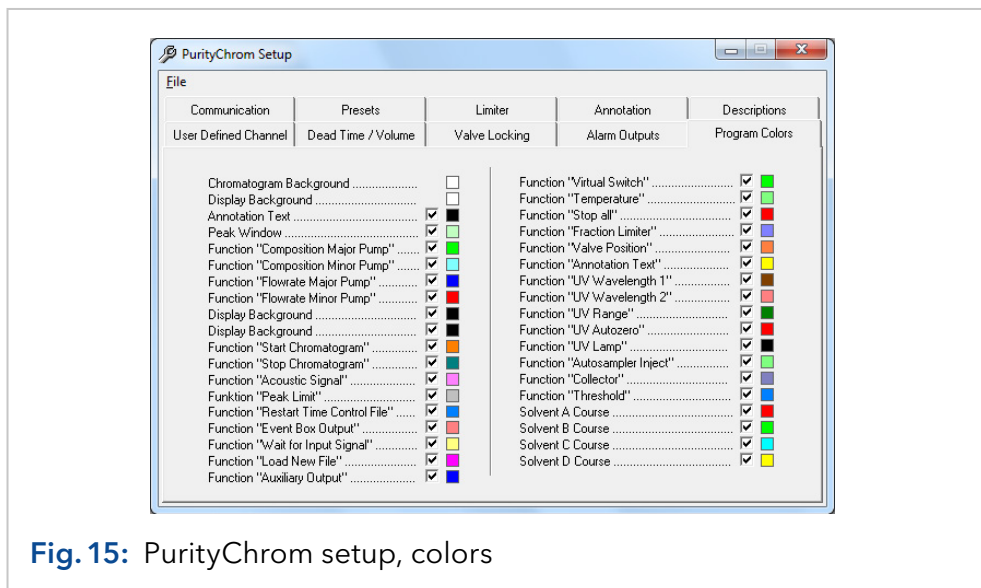 PurityChrom Setup
File
Communication Presets Limiter Annotation Descriptions
User Defined Channel Dead Time / Volume Valve Locking Alarm Outputs Program Colors
Chromatogram Background ..................
Display Background ............................
Annotation Text ..................................
Peak Window ......................................
Function "Composition Major Pump" ......
Function "Composition Minor Pump" ......
Function "Flowrate Major Pump" ............
Function "Flowrate Minor Pump" ............
Display Background ............................
Display Background ............................
Function "Start Chromatogram" .............
Function "Stop Chromatogram" .............
Function "Acoustic Signal" ....................
Funktion "Peak Limit" ...........................
Function "Restart Time Control File" .....
Function "Event Box Output" ................
Function "Wait for Input Signal" ............
Function "Load New File" .....................
Function "Auxiliary Output" ..................
Function "Virtual Switch" ......................
Function "Temperature" ........................
Function "Stop all" ...............................
Function "Fraction Limiter" ....................
Function "Valve Position" ......................
Function "Annotation Text" ....................
Function "UV Wavelength 1" ..................
Function "UV Wavelength 2" ..................
Function "UV Range" ............................
Function "UV Autozero" ........................
Function "UV Lamp" .............................
Function "Autosampler Inject" ...............
Function "Collector" .............................
Function "Threshold" ............................
Solvent A Course .................................
Solvent B Course .................................
Solvent C Course .................................
Solvent D Course .................................
Fig. 15: PurityChrom setup, colors